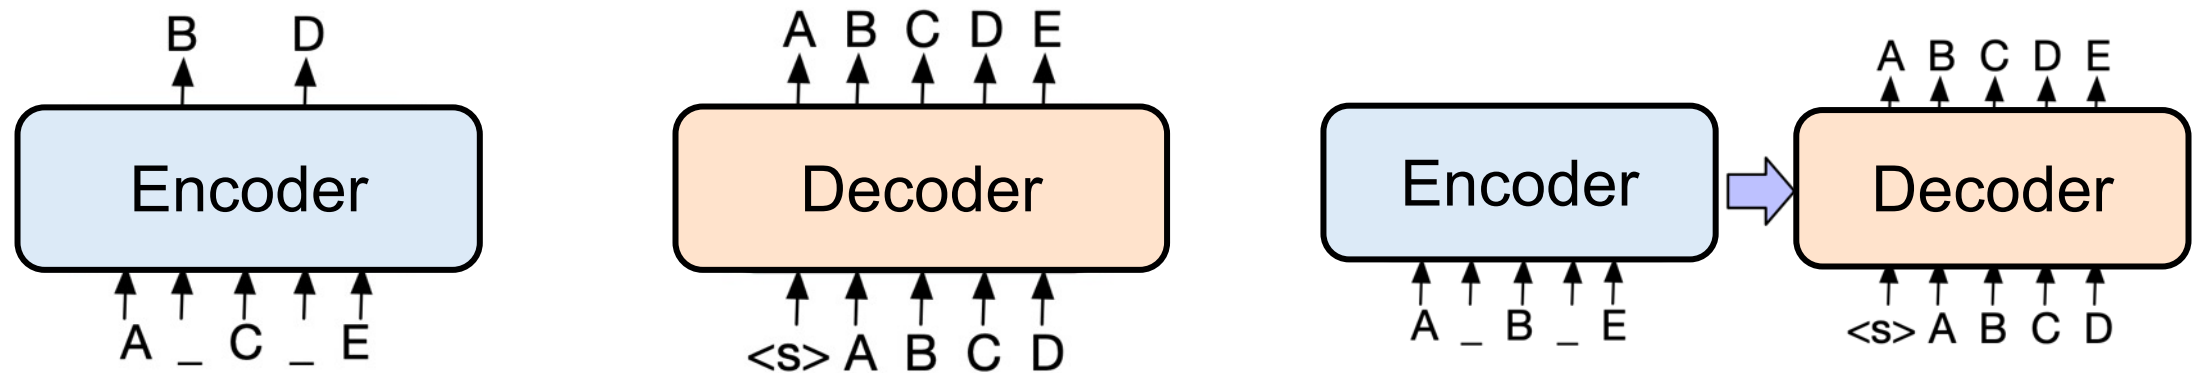 B D
Encoder
A _ C _ E
A B C D E
Decoder
<s> A B C D
Encoder
A _ B _ E
A B C D E
Decoder
<s> A B C D